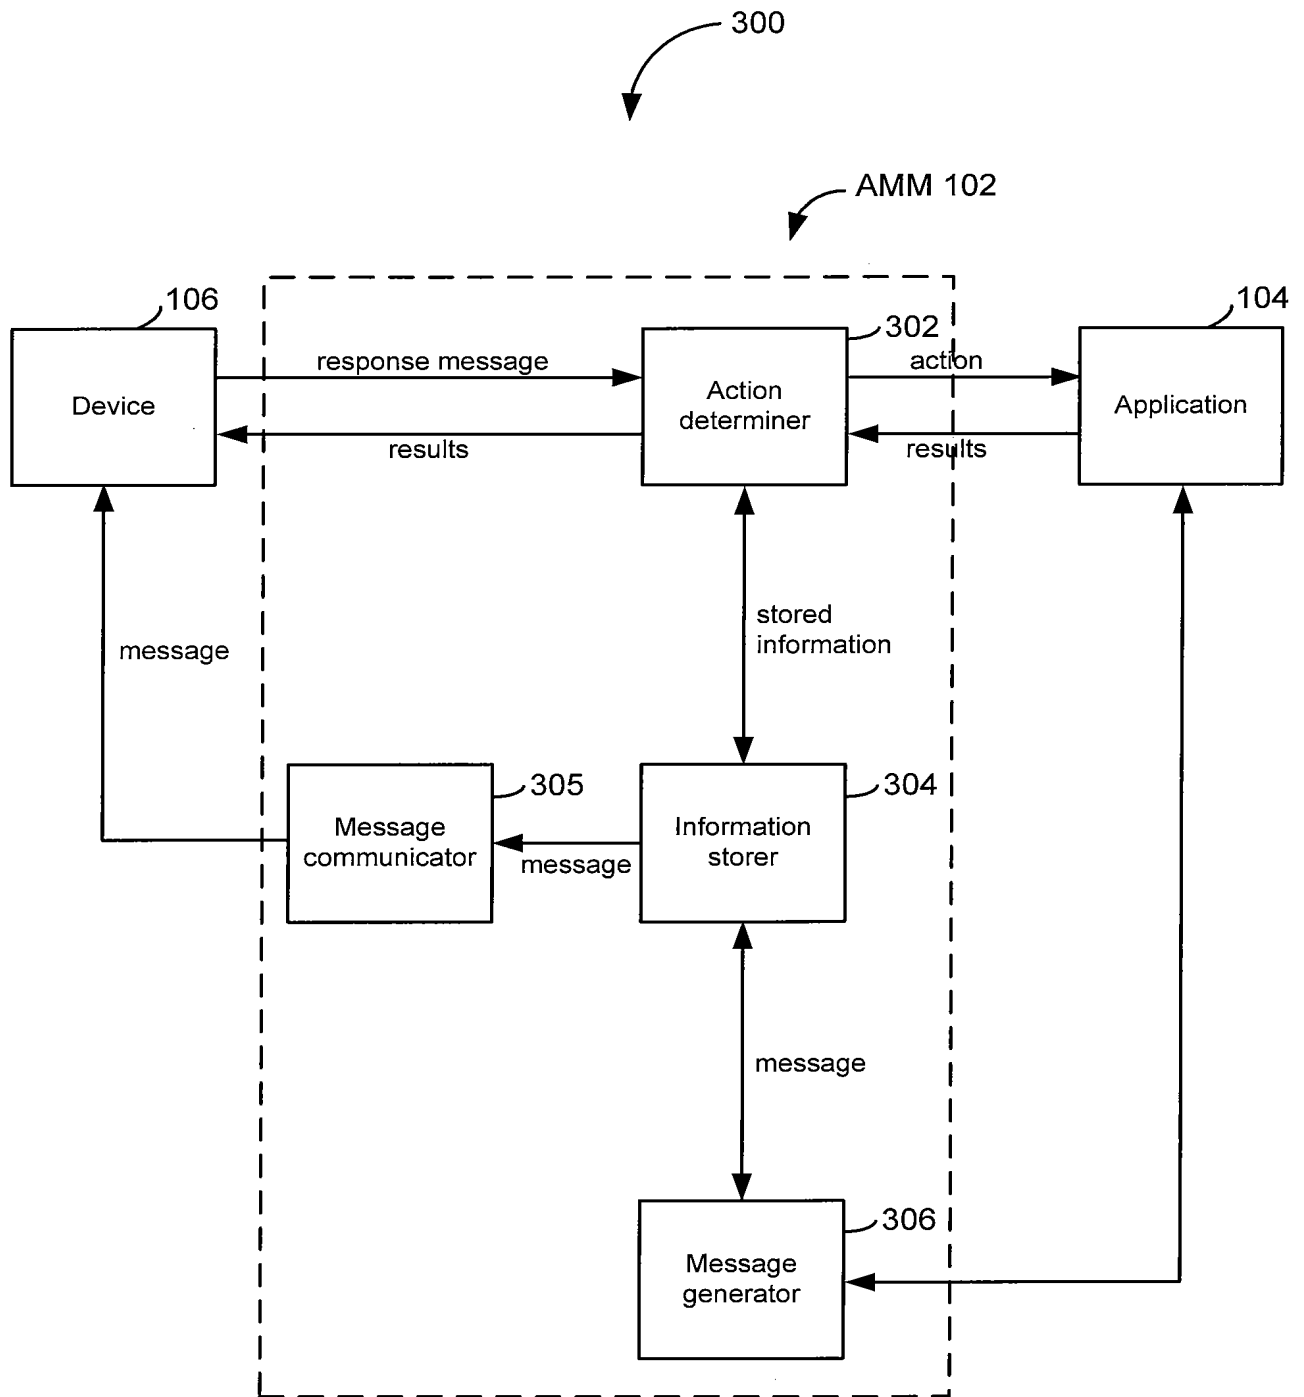 300
AMM 102
106
302
104
response message
action
Device
Action
determiner
Application
results
results
stored
information
message
305
304
Message
communicator
Information
storer
message
message
306
Message
generator